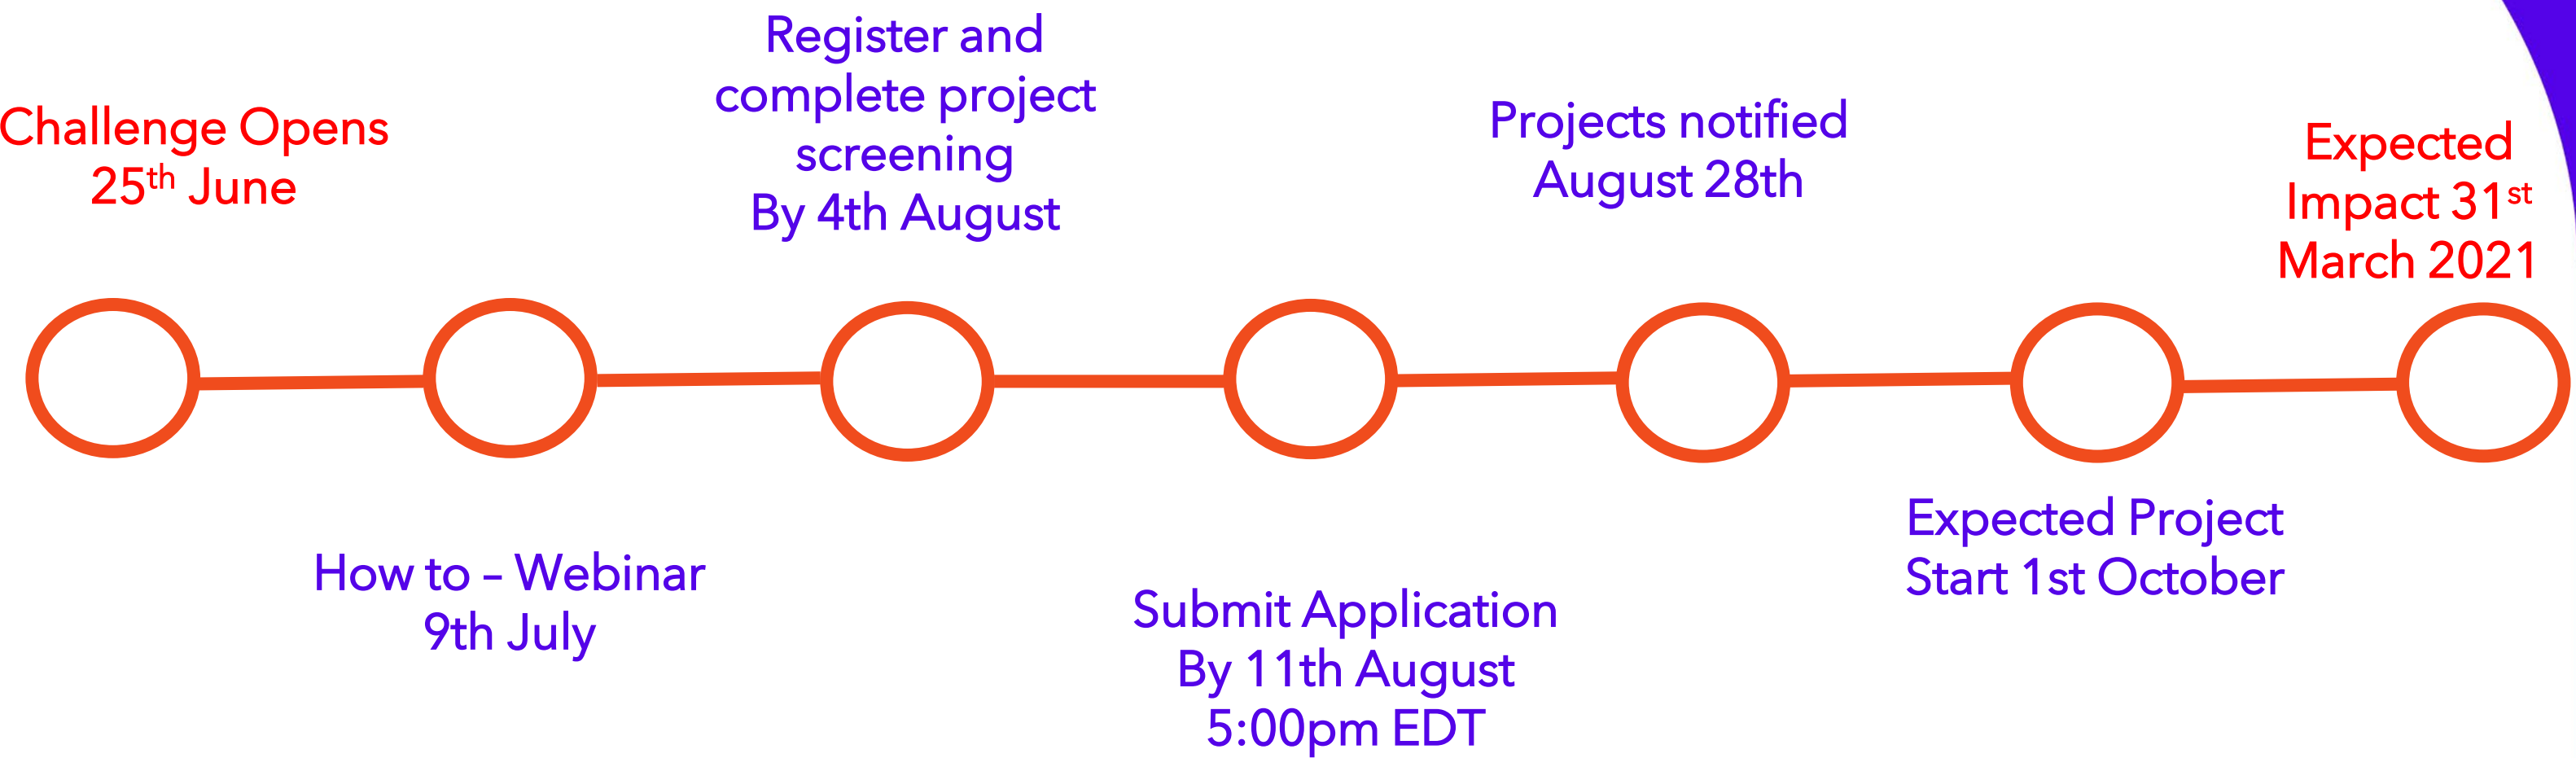 Challenge Opens
25th June
How to – Webinar
9th July
Register and
complete project
screening
By 4th August
Submit Application
By 11th August
5:00pm EDT
Projects notified
August 28th
Expected Project
Start 1st October
Expected
Impact 31st
March 2021